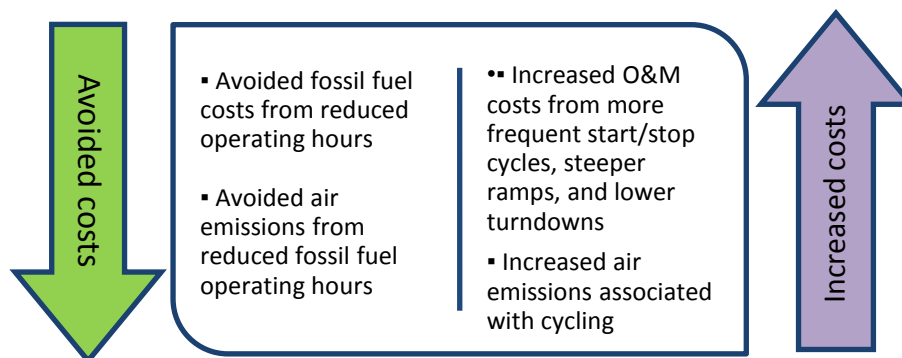 Avoided costs
▪ Avoided fossil fuel
costs from reduced
operating hours
▪ Avoided air
emissions from
reduced fossil fuel
operating hours
•▪ Increased O&M
costs from more
frequent start/stop
cycles, steeper
ramps, and lower
turndowns
▪ Increased air
emissions associated
with cycling
Increased costs